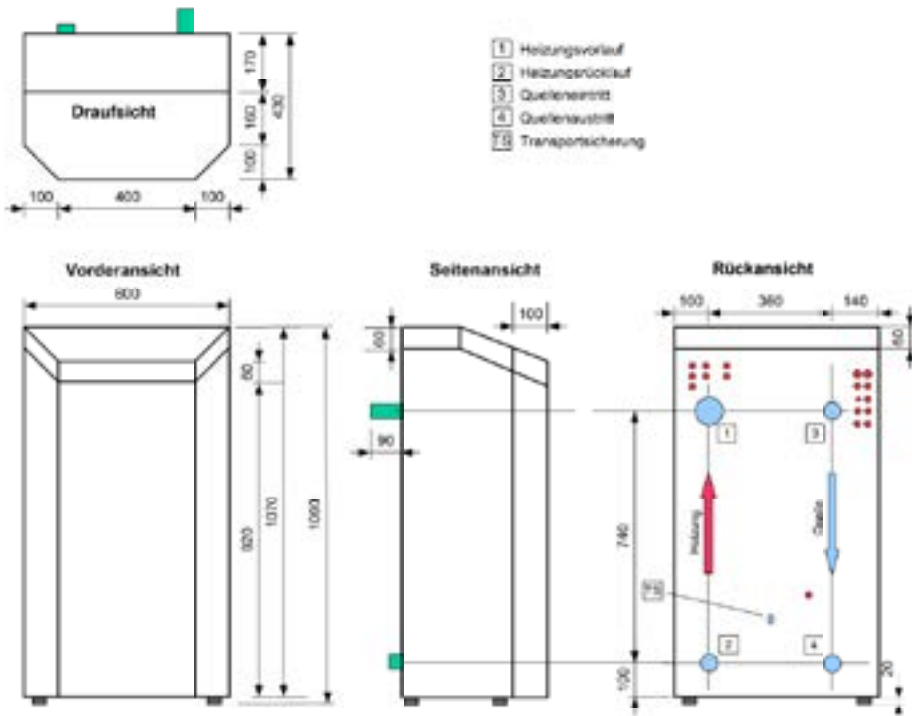 Draufsicht
170
160
430
100
100
400
100
1 Heizungsvorlauf
2 Heizungsrücklauf
3 Quelleneintritt
4 Quellenaustritt
TS Transportsicherung
Vorderansicht
600
60
920
1070
1090
Seitenansicht
60
100
90
Rückansicht
100
360
140
60
1
3
Heizung
Quelle
740
TS
2
4
100
20